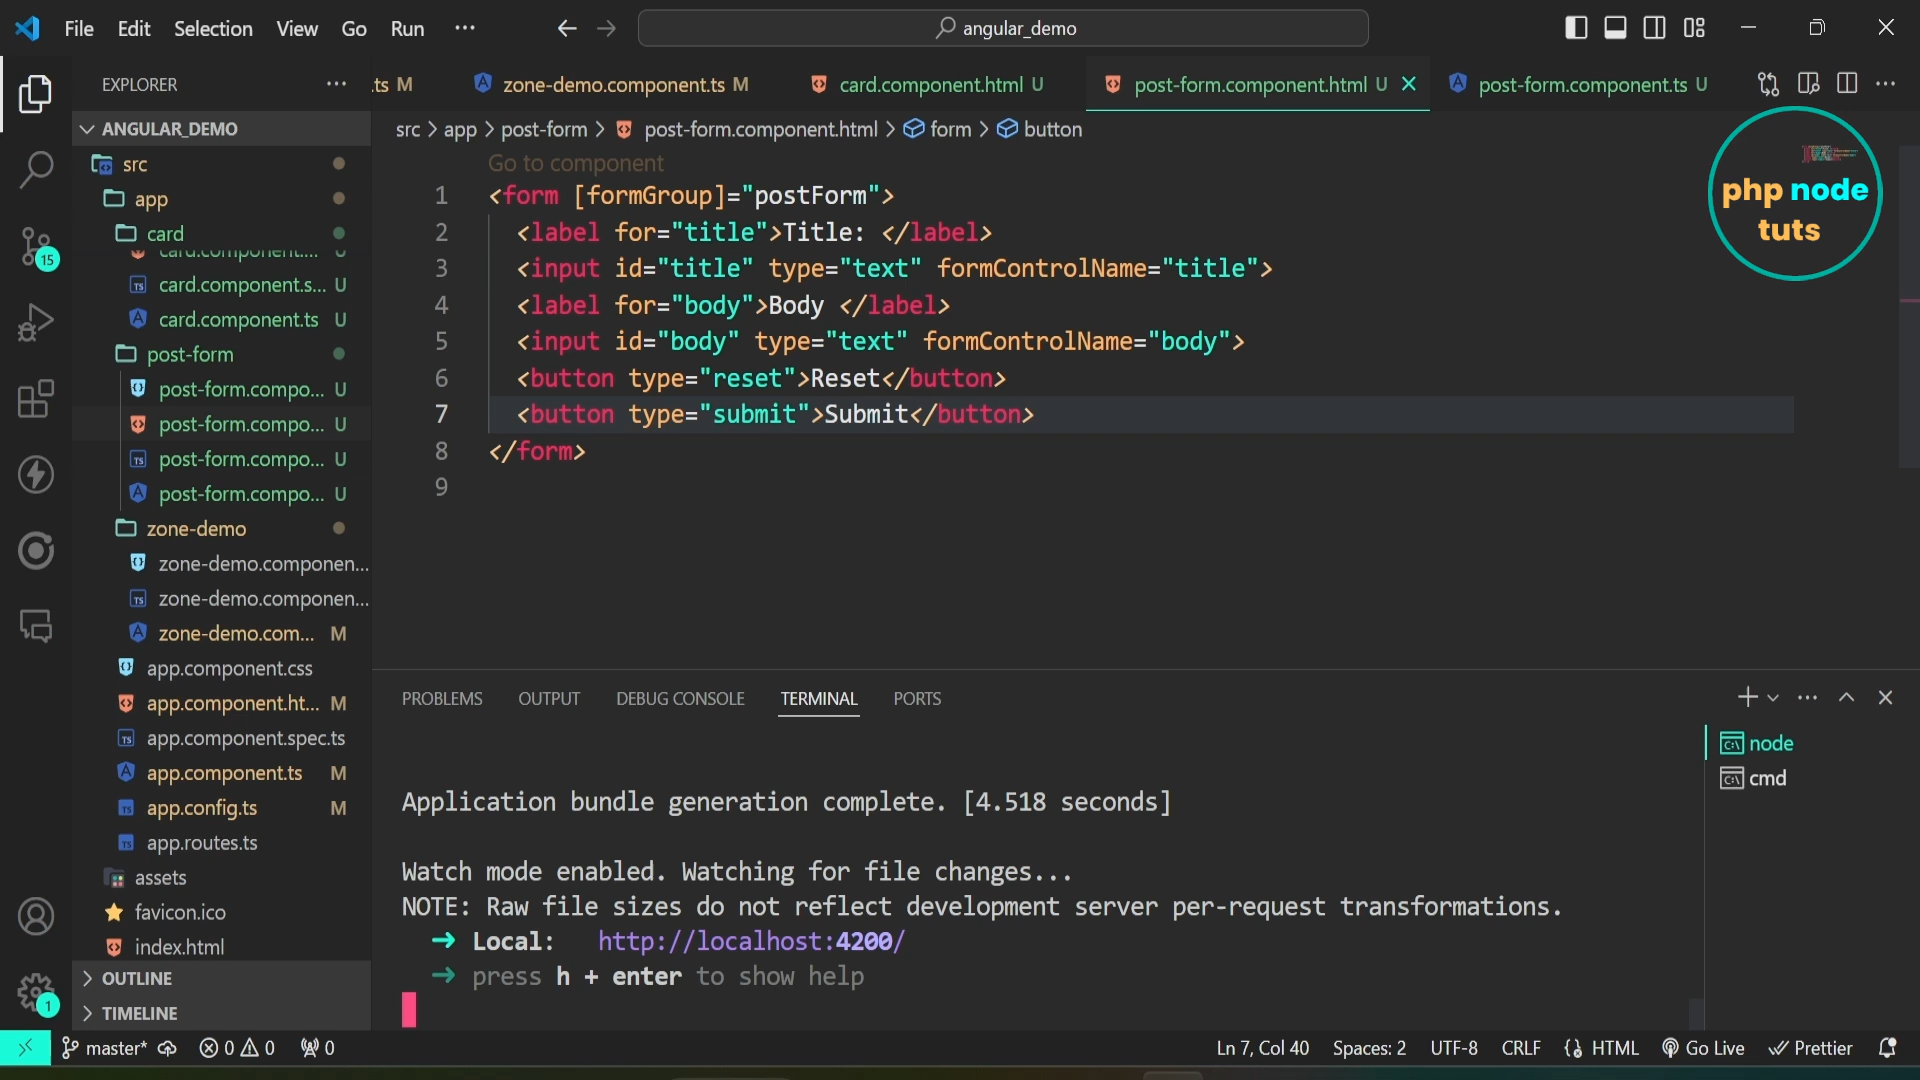 File Edit Selection View Go Run ···
angular_demo
EXPLORER ···
.ts M
zone-demo.component.ts M
card.component.html U
post-form.component.html U
post-form.component.ts U
ANGULAR_DEMO
src > app > post-form > post-form.component.html > form > button
src
app
card
card.component.... U
card.component.s... U
card.component.ts U
post-form
post-form.compo... U
post-form.compo... U
post-form.compo... U
post-form.compo... U
zone-demo
zone-demo.componen...
zone-demo.componen...
zone-demo.com... M
app.component.css
app.component.ht... M
app.component.spec.ts
app.component.ts M
app.config.ts M
app.routes.ts
assets
favicon.ico
index.html
OUTLINE
TIMELINE
15
1
Go to component
1 <form [formGroup]="postForm">
2 <label for="title">Title: </label>
3 <input id="title" type="text" formControlName="title">
4 <label for="body">Body </label>
5 <input id="body" type="text" formControlName="body">
6 <button type="reset">Reset</button>
7 <button type="submit">Submit</button>
8 </form>
9
php node
tuts
PROBLEMS OUTPUT DEBUG CONSOLE TERMINAL PORTS
node
cmd
Application bundle generation complete. [4.518 seconds]
Watch mode enabled. Watching for file changes...
NOTE: Raw file sizes do not reflect development server per-request transformations.
➜ Local: http://localhost:4200/
➜ press h + enter to show help
master* 0 0 0
Ln 7, Col 40 Spaces: 2 UTF-8 CRLF HTML Go Live Prettier